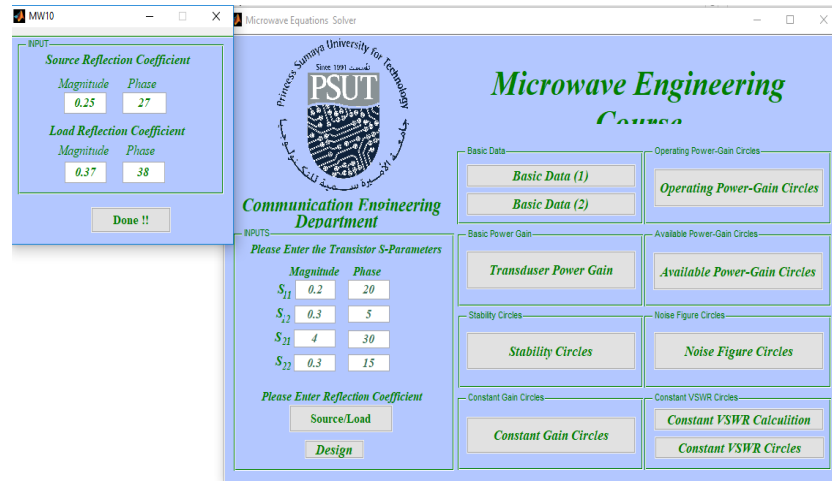 MW10
INPUT
Source Reflection Coefficient
Magnitude Phase
0.25 27
Load Reflection Coefficient
Magnitude Phase
0.37 38
Done !!
Microwave Equations Solver
Princess Sumaya University for Technology
Since 1991 تأسست
PSUT
جامعة الأميرة سمية للتكنولوجيا
Communication Engineering
Department
Microwave Engineering
Course
INPUTS
Please Enter the Transistor S-Parameters
Magnitude Phase
S11 0.2 20
S12 0.3 5
S21 4 30
S22 0.3 15
Please Enter Reflection Coefficient
Source/Load
Design
Basic Data
Basic Data (1)
Basic Data (2)
Operating Power-Gain Circles
Operating Power-Gain Circles
Basic Power Gain
Transduser Power Gain
Available Power-Gain Circles
Available Power-Gain Circles
Stability Circles
Stability Circles
Noise Figure Circles
Noise Figure Circles
Constant Gain Circles
Constant Gain Circles
Constant VSWR Circles
Constant VSWR Calculition
Constant VSWR Circles